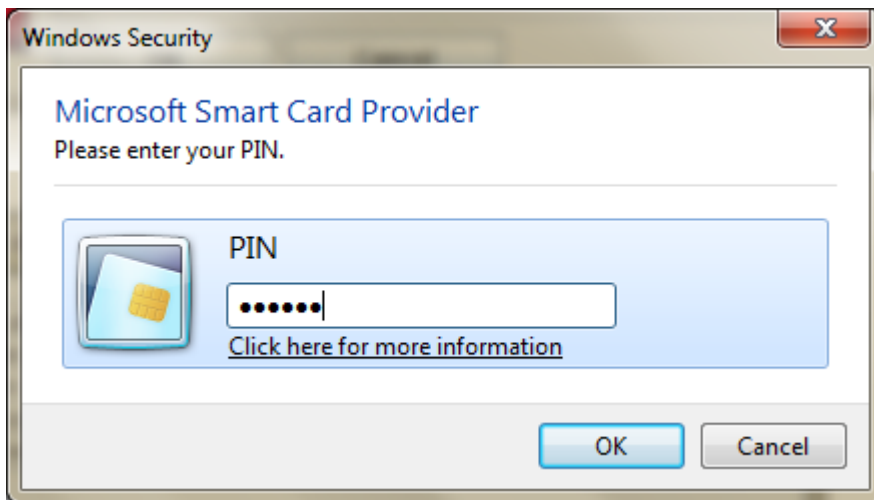 Windows Security
Microsoft Smart Card Provider
Please enter your PIN.
PIN
••••••
Click here for more information
OK
Cancel